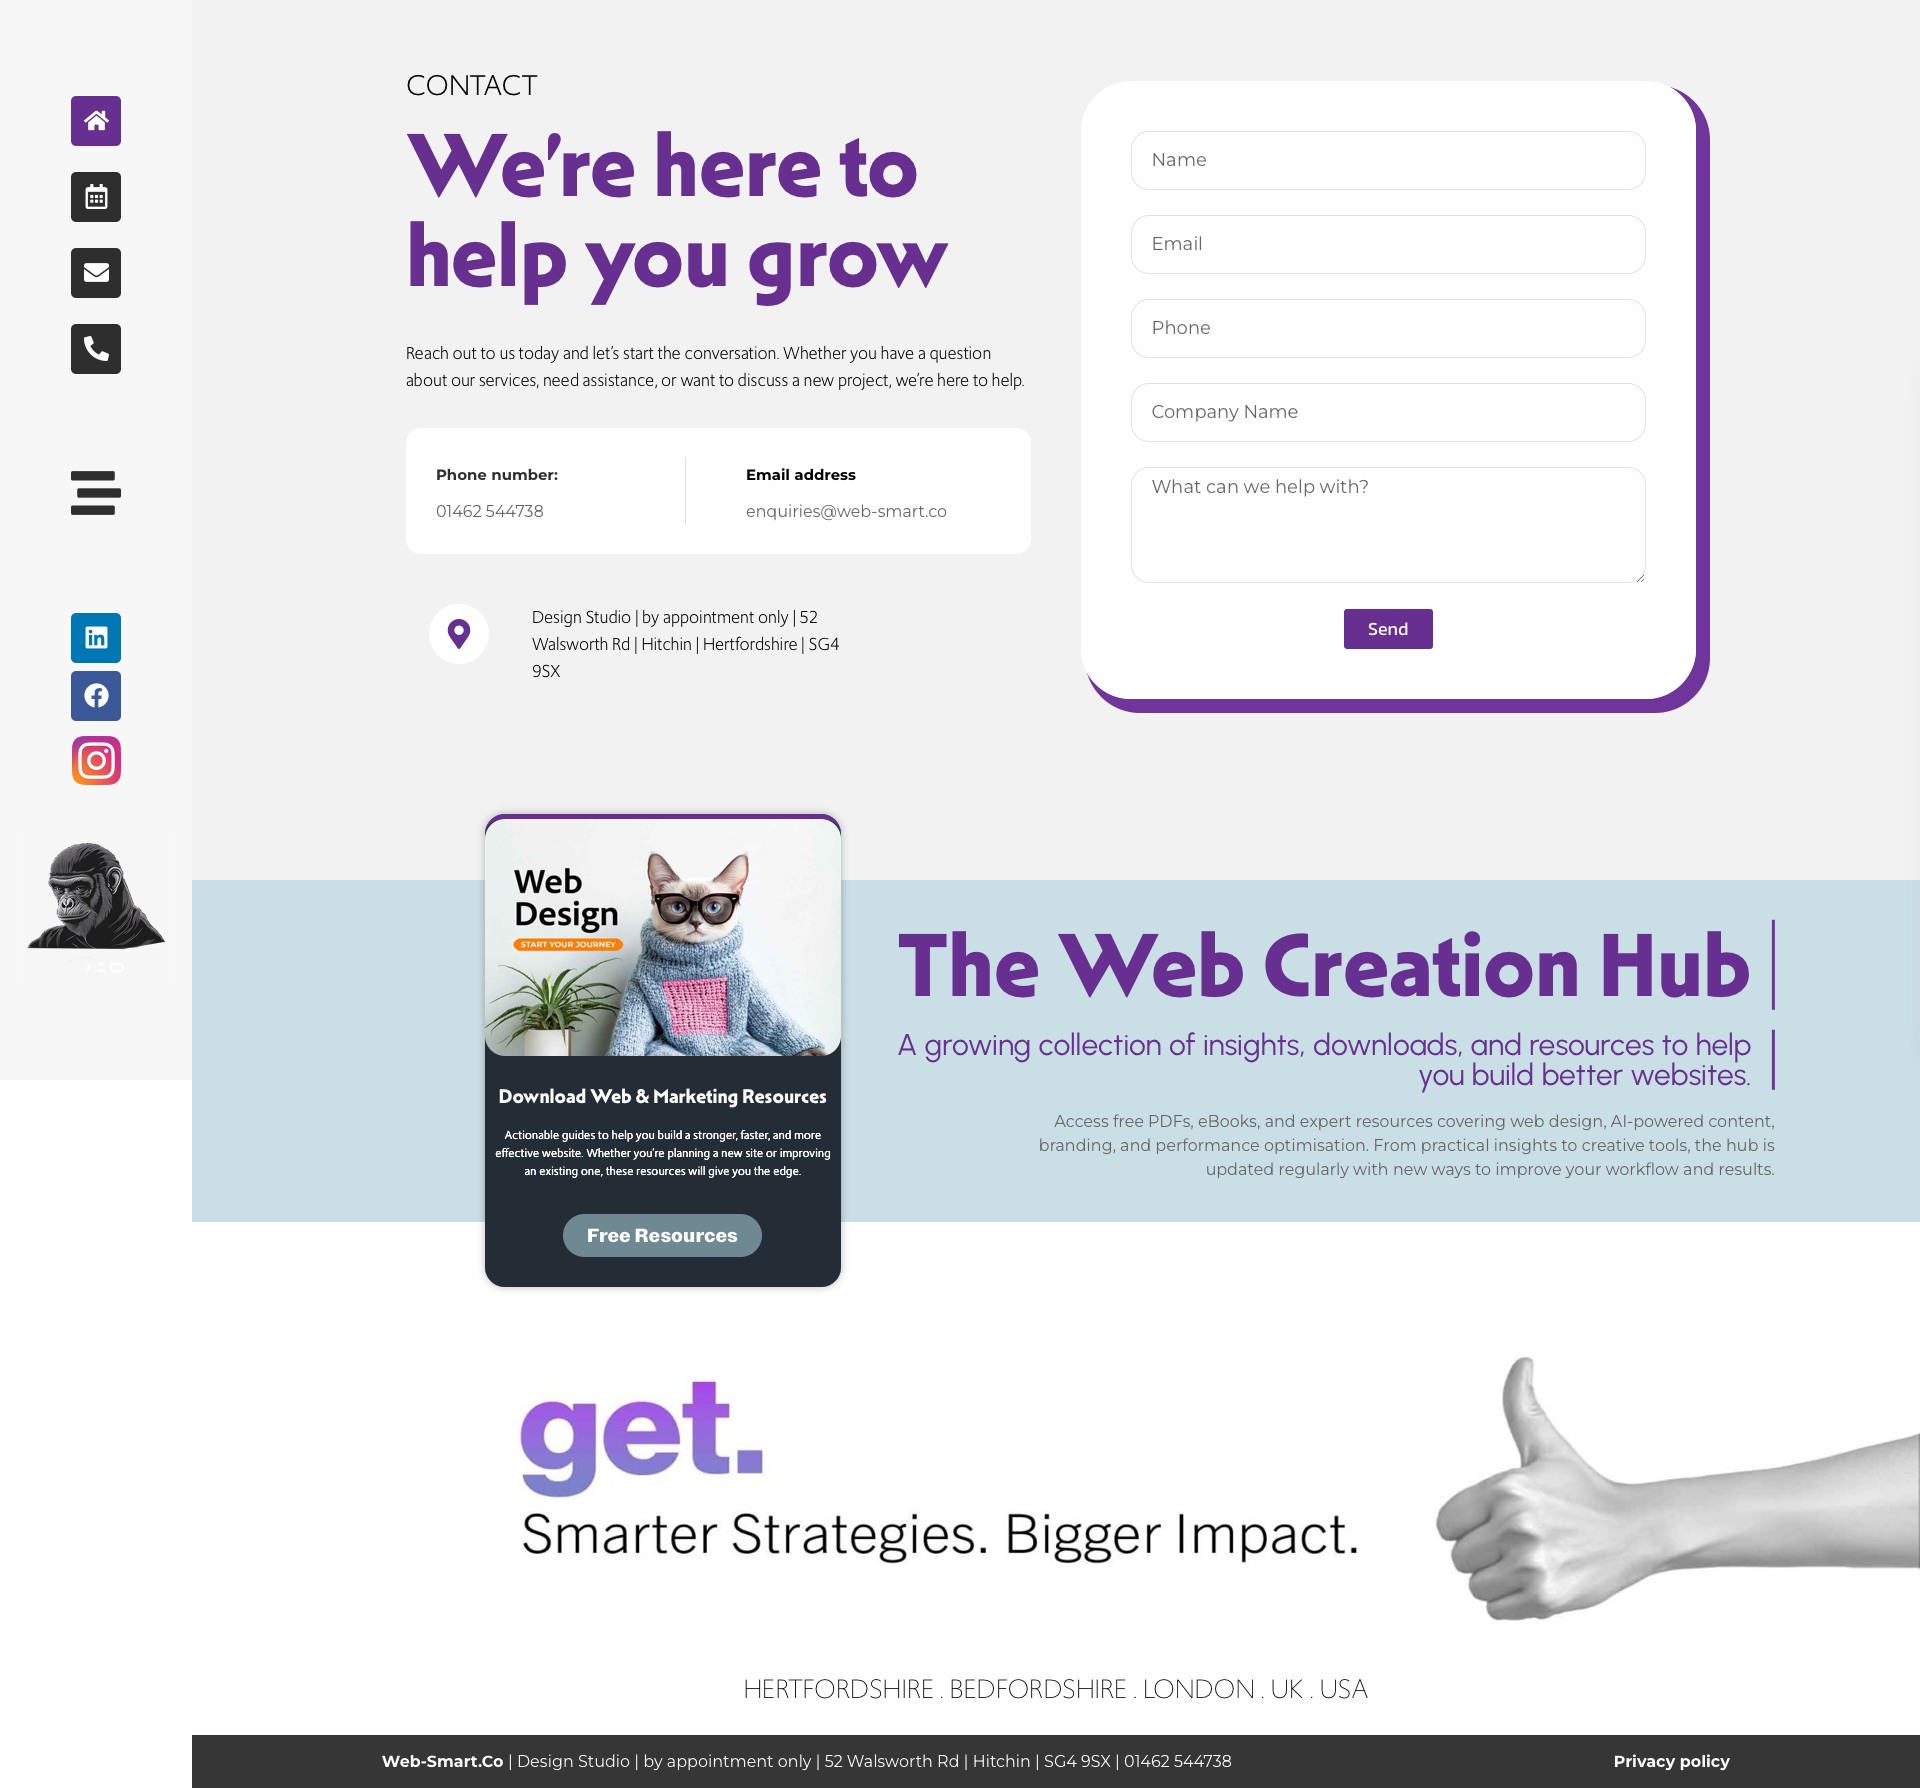 CONTACT
We're here to
help you grow
Reach out to us today and let's start the conversation. Whether you have a question
about our services, need assistance, or want to discuss a new project, we're here to help.
Phone number:
01462 544738
Email address
enquiries@web-smart.co
Design Studio | by appointment only | 52
Walsworth Rd | Hitchin | Hertfordshire | SG4
9SX
Name
Email
Phone
Company Name
What can we help with?
Send
Web
Design
START YOUR JOURNEY
Download Web & Marketing Resources
Actionable guides to help you build a stronger, faster, and more
effective website. Whether you're planning a new site or improving
an existing one, these resources will give you the edge.
Free Resources
The Web Creation Hub
A growing collection of insights, downloads, and resources to help
you build better websites.
Access free PDFs, eBooks, and expert resources covering web design, AI-powered content,
branding, and performance optimisation. From practical insights to creative tools, the hub is
updated regularly with new ways to improve your workflow and results.
get.
Smarter Strategies. Bigger Impact.
HERTFORDSHIRE . BEDFORDSHIRE . LONDON . UK . USA
Web-Smart.Co | Design Studio | by appointment only | 52 Walsworth Rd | Hitchin | SG4 9SX | 01462 544738
Privacy policy